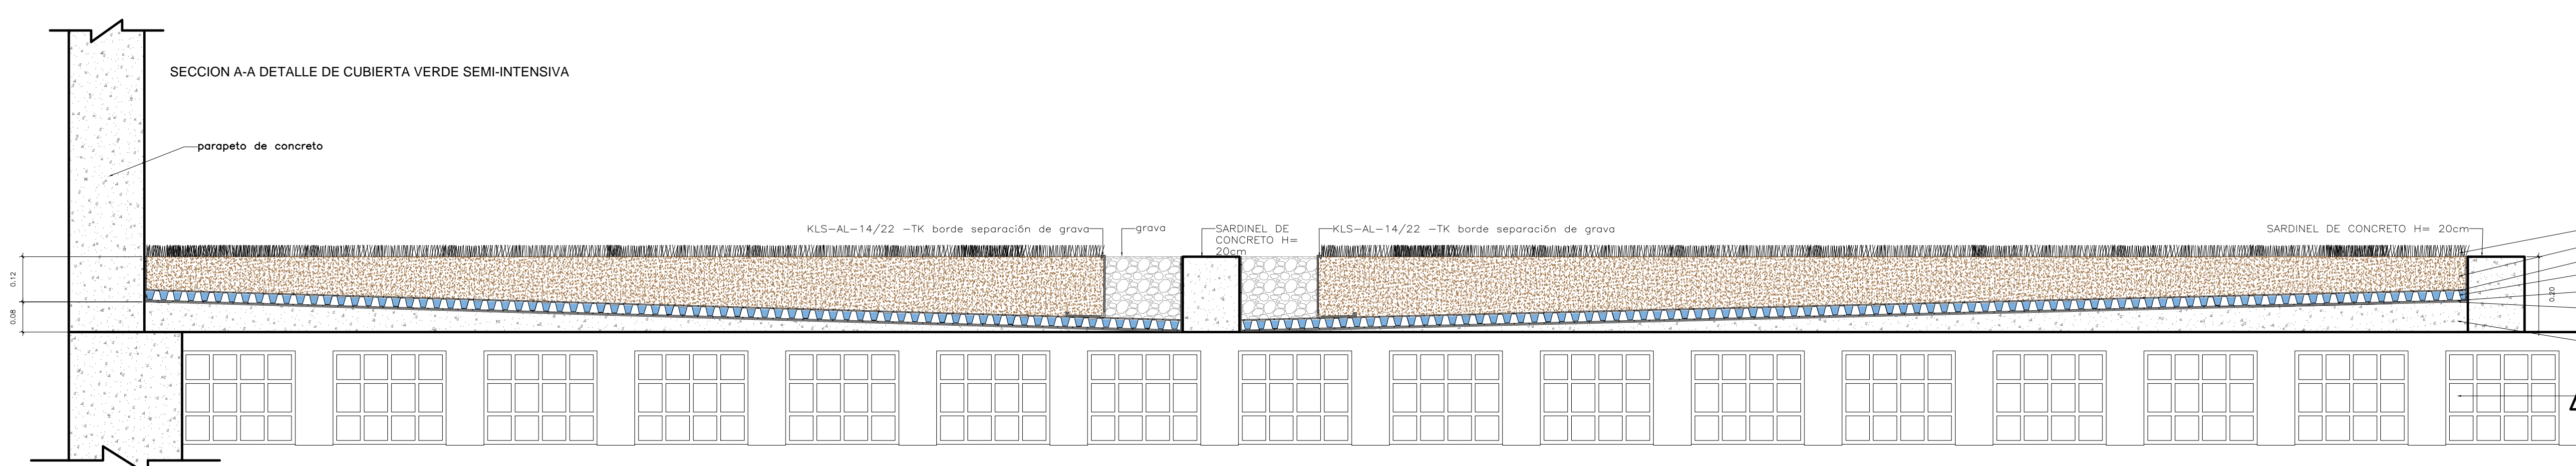 SECCION A-A DETALLE DE CUBIERTA VERDE SEMI-INTENSIVA
parapeto de concreto
KLS-AL-14/22 -TK borde separación de grava
grava
SARDINEL DE
CONCRETO H=
20cm
KLS-AL-14/22 -TK borde separación de grava
SARDINEL DE CONCRETO H= 20cm
0.12
0.08
0.20